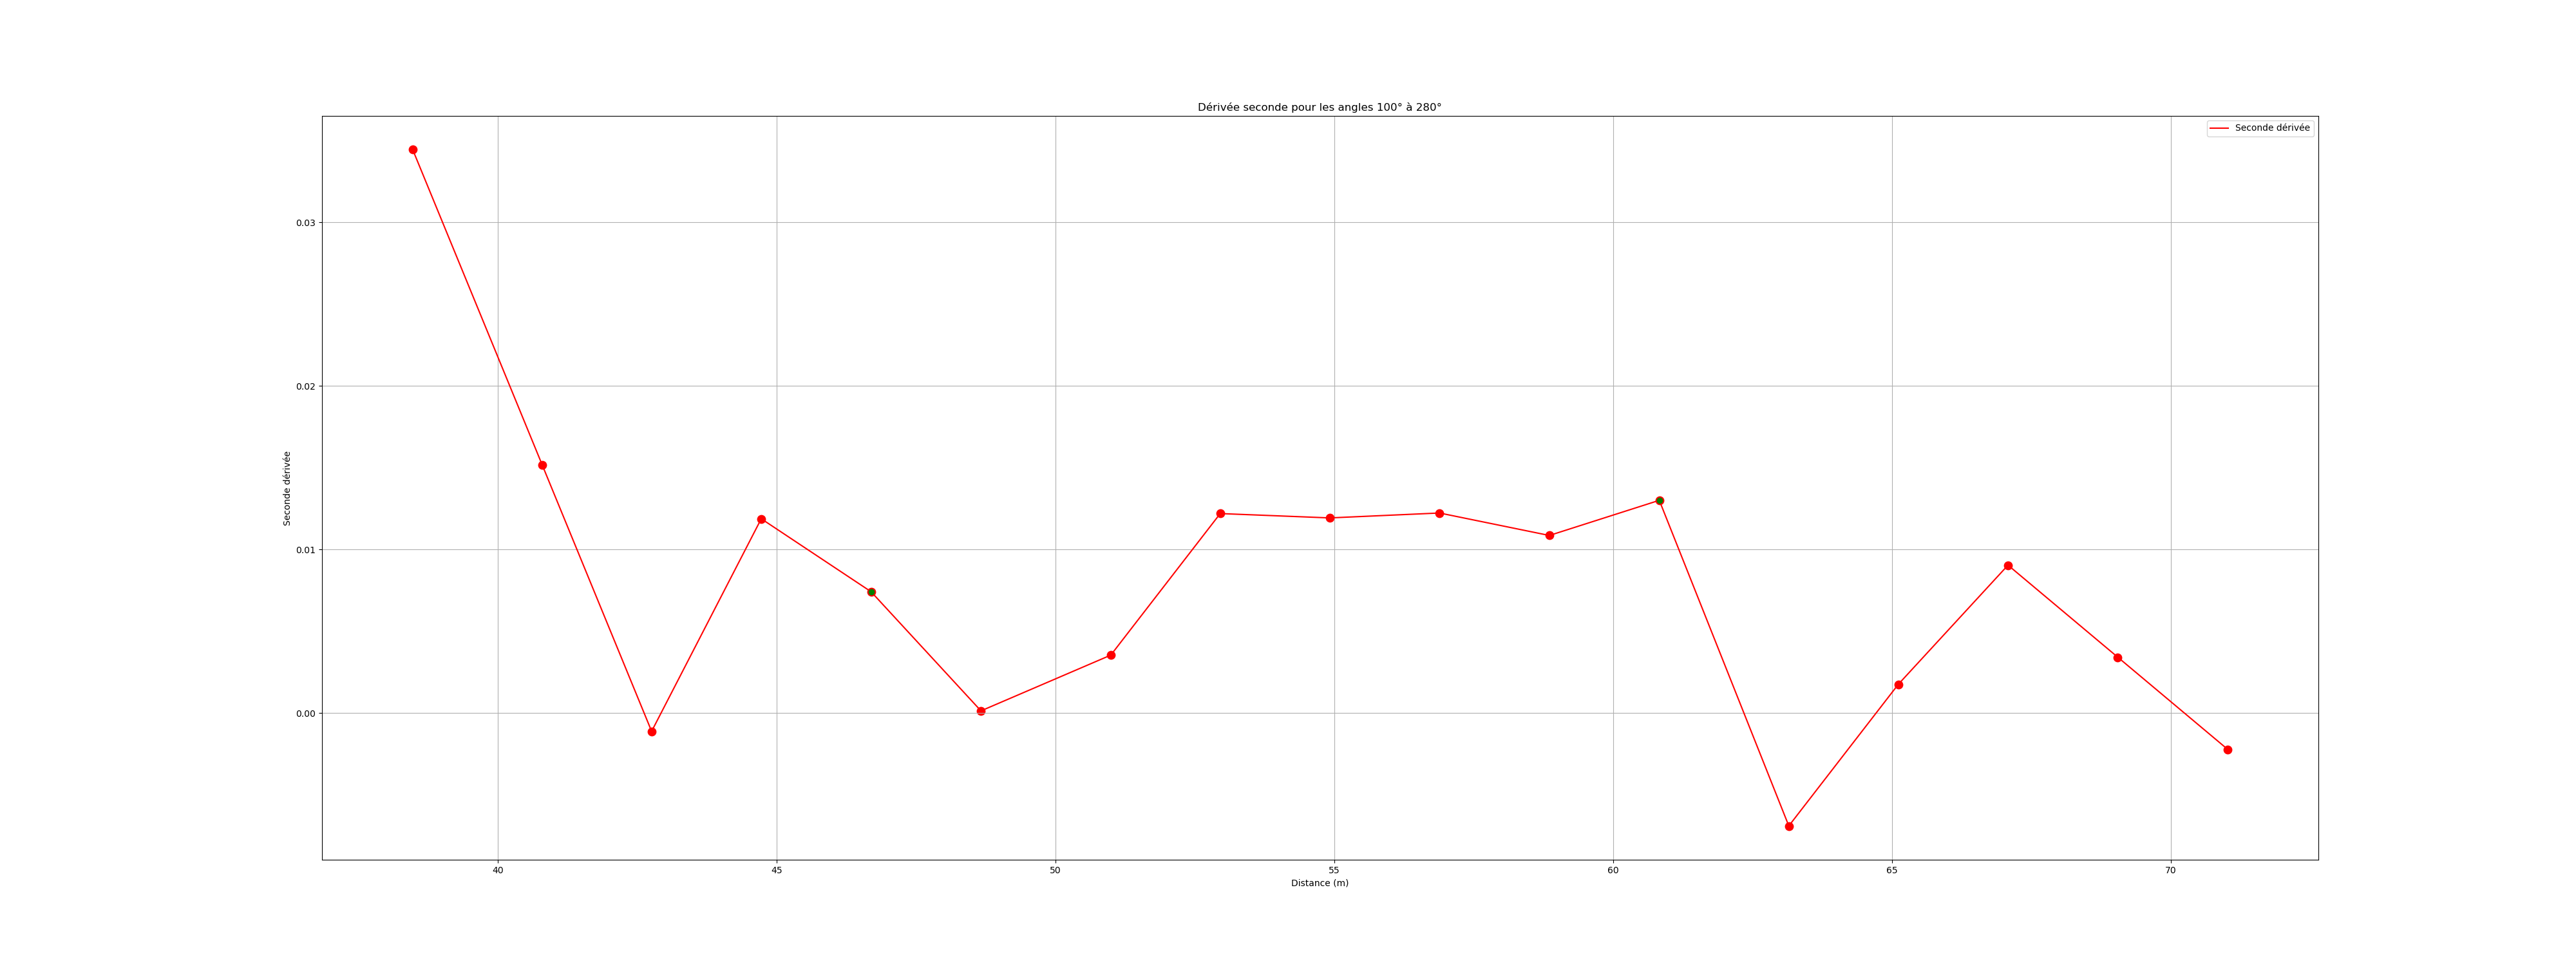 Dérivée seconde pour les angles 100° à 280°
Seconde dérivée
0.03
0.02
0.01
0.00
Seconde dérivée
40 45 50 55 60 65 70
Distance (m)